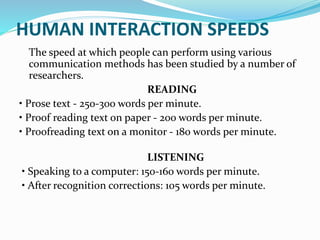 HUMAN INTERACTION SPEEDS
The speed at which people can perform using various
communication methods has been studied by a number of
researchers.
READING
• Prose text - 250-300 words per minute.
• Proof reading text on paper - 200 words per minute.
• Proofreading text on a monitor - 180 words per minute.
LISTENING
• Speaking to a computer: 150-160 words per minute.
• After recognition corrections: 105 words per minute.